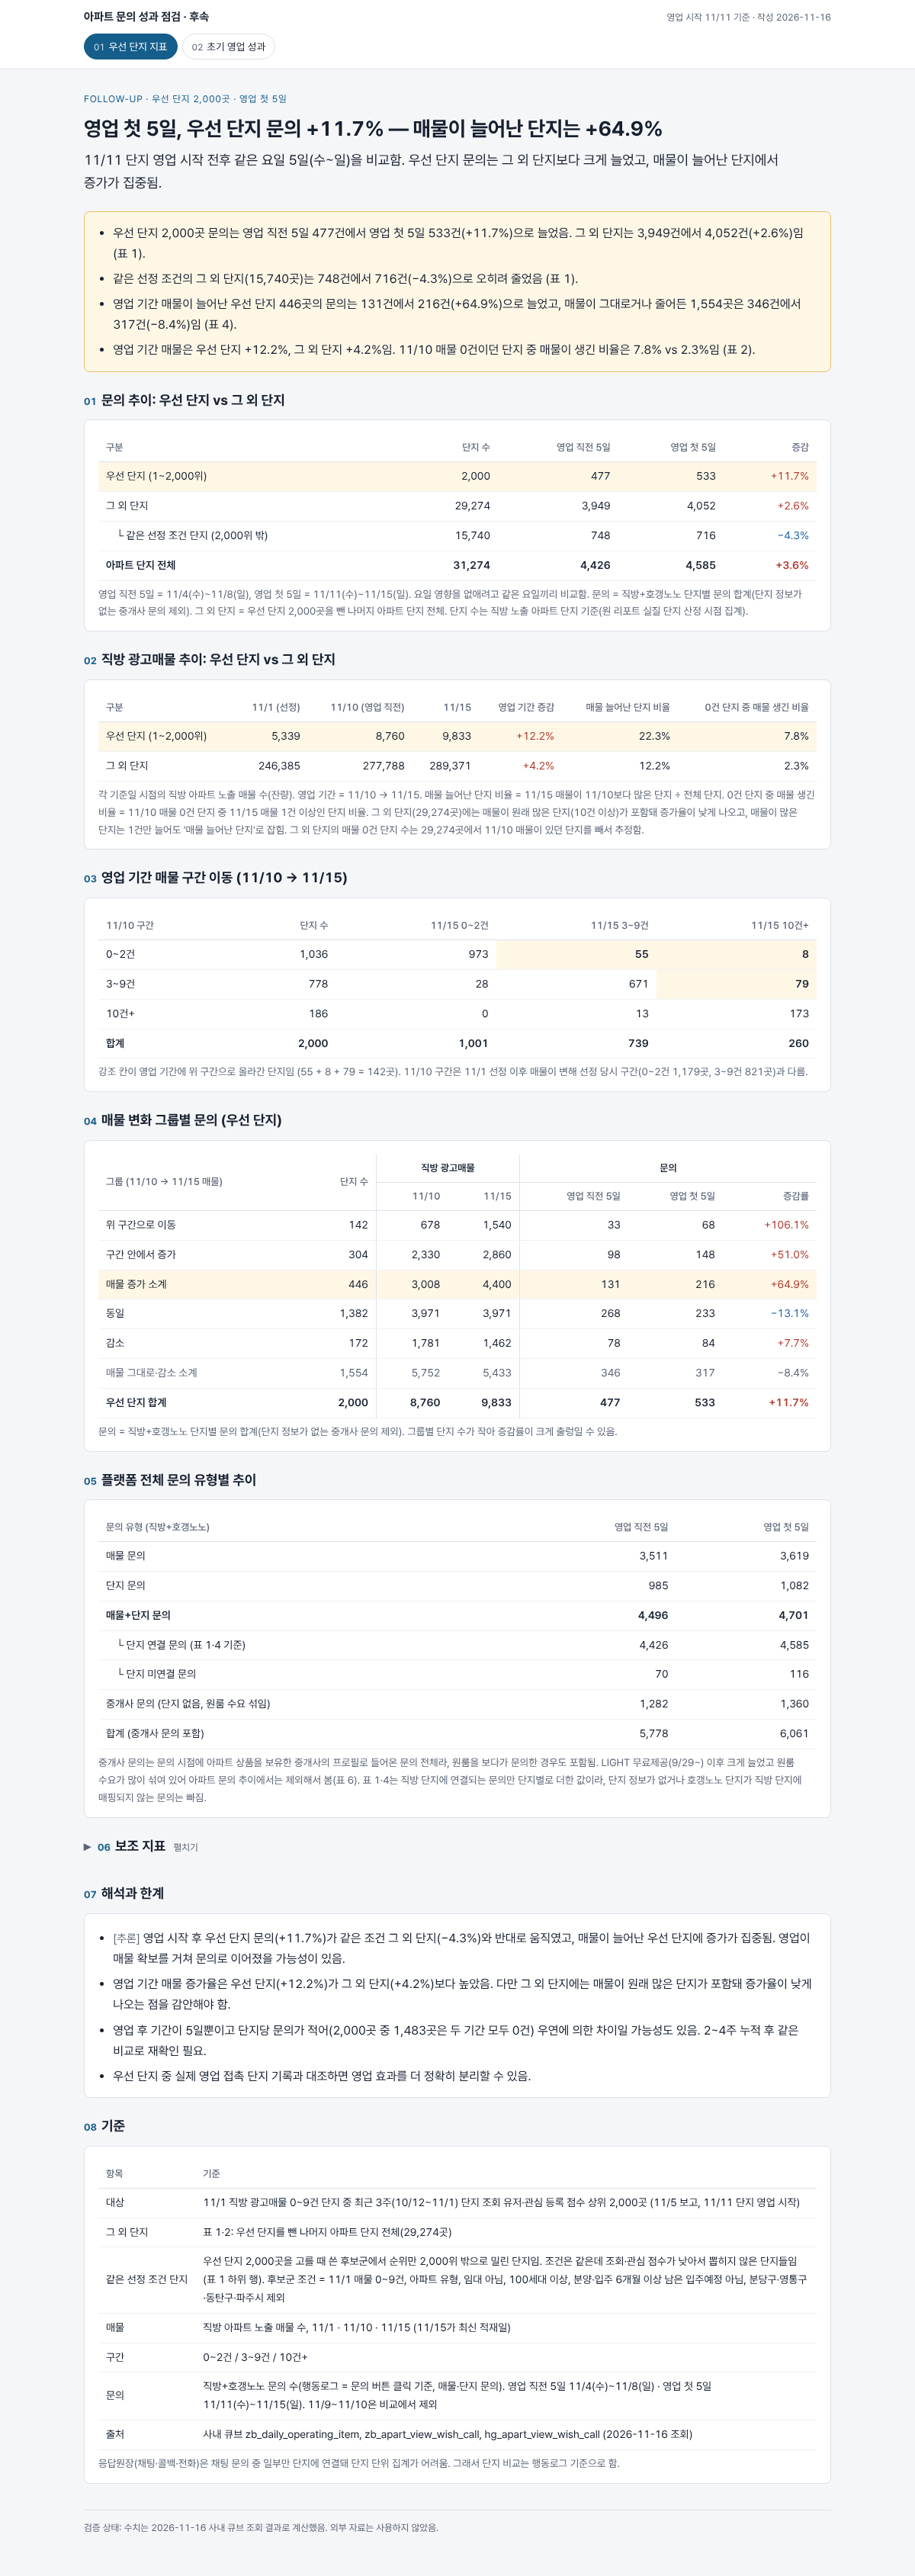 아파트 문의 성과 점검 · 후속
영업 시작 11/11 기준 · 작성 2026-11-16
01 우선 단지 지표
02 초기 영업 성과
FOLLOW-UP · 우선 단지 2,000곳 · 영업 첫 5일
영업 첫 5일, 우선 단지 문의 +11.7% — 매물이 늘어난 단지는 +64.9%
11/11 단지 영업 시작 전후 같은 요일 5일(수~일)을 비교함. 우선 단지 문의는 그 외 단지보다 크게 늘었고, 매물이 늘어난 단지에서
증가가 집중됨.
• 우선 단지 2,000곳 문의는 영업 직전 5일 477건에서 영업 첫 5일 533건(+11.7%)으로 늘었음. 그 외 단지는 3,949건에서 4,052건(+2.6%)임
(표 1).
• 같은 선정 조건의 그 외 단지(15,740곳)는 748건에서 716건(−4.3%)으로 오히려 줄었음 (표 1).
• 영업 기간 매물이 늘어난 우선 단지 446곳의 문의는 131건에서 216건(+64.9%)으로 늘었고, 매물이 그대로거나 줄어든 1,554곳은 346건에서
317건(−8.4%)임 (표 4).
• 영업 기간 매물은 우선 단지 +12.2%, 그 외 단지 +4.2%임. 11/10 매물 0건이던 단지 중 매물이 생긴 비율은 7.8% vs 2.3%임 (표 2).
01 문의 추이: 우선 단지 vs 그 외 단지
구분 단지 수 영업 직전 5일 영업 첫 5일 증감
우선 단지 (1~2,000위) 2,000 477 533 +11.7%
그 외 단지 29,274 3,949 4,052 +2.6%
└ 같은 선정 조건 단지 (2,000위 밖) 15,740 748 716 −4.3%
아파트 단지 전체 31,274 4,426 4,585 +3.6%
영업 직전 5일 = 11/4(수)~11/8(일), 영업 첫 5일 = 11/11(수)~11/15(일). 요일 영향을 없애려고 같은 요일끼리 비교함. 문의 = 직방+호갱노노 단지별 문의 합계(단지 정보가
없는 중개사 문의 제외). 그 외 단지 = 우선 단지 2,000곳을 뺀 나머지 아파트 단지 전체. 단지 수는 직방 노출 아파트 단지 기준(원 리포트 실질 단지 산정 시점 집계).
02 직방 광고매물 추이: 우선 단지 vs 그 외 단지
구분 11/1 (선정) 11/10 (영업 직전) 11/15 영업 기간 증감 매물 늘어난 단지 비율 0건 단지 중 매물 생긴 비율
우선 단지 (1~2,000위) 5,339 8,760 9,833 +12.2% 22.3% 7.8%
그 외 단지 246,385 277,788 289,371 +4.2% 12.2% 2.3%
각 기준일 시점의 직방 아파트 노출 매물 수(잔량). 영업 기간 = 11/10 → 11/15. 매물 늘어난 단지 비율 = 11/15 매물이 11/10보다 많은 단지 ÷ 전체 단지. 0건 단지 중 매물 생긴
비율 = 11/10 매물 0건 단지 중 11/15 매물 1건 이상인 단지 비율. 그 외 단지(29,274곳)에는 매물이 원래 많은 단지(10건 이상)가 포함돼 증가율이 낮게 나오고, 매물이 많은
단지는 1건만 늘어도 '매물 늘어난 단지'로 잡힘. 그 외 단지의 매물 0건 단지 수는 29,274곳에서 11/10 매물이 있던 단지를 빼서 추정함.
03 영업 기간 매물 구간 이동 (11/10 → 11/15)
11/10 구간 단지 수 11/15 0~2건 11/15 3~9건 11/15 10건+
0~2건 1,036 973 55 8
3~9건 778 28 671 79
10건+ 186 0 13 173
합계 2,000 1,001 739 260
강조 칸이 영업 기간에 위 구간으로 올라간 단지임 (55 + 8 + 79 = 142곳). 11/10 구간은 11/1 선정 이후 매물이 변해 선정 당시 구간(0~2건 1,179곳, 3~9건 821곳)과 다름.
04 매물 변화 그룹별 문의 (우선 단지)
그룹 (11/10 → 11/15 매물) 단지 수 직방 광고매물 문의
11/10 11/15 영업 직전 5일 영업 첫 5일 증감률
위 구간으로 이동 142 678 1,540 33 68 +106.1%
구간 안에서 증가 304 2,330 2,860 98 148 +51.0%
매물 증가 소계 446 3,008 4,400 131 216 +64.9%
동일 1,382 3,971 3,971 268 233 −13.1%
감소 172 1,781 1,462 78 84 +7.7%
매물 그대로·감소 소계 1,554 5,752 5,433 346 317 −8.4%
우선 단지 합계 2,000 8,760 9,833 477 533 +11.7%
문의 = 직방+호갱노노 단지별 문의 합계(단지 정보가 없는 중개사 문의 제외). 그룹별 단지 수가 작아 증감률이 크게 출렁일 수 있음.
05 플랫폼 전체 문의 유형별 추이
문의 유형 (직방+호갱노노) 영업 직전 5일 영업 첫 5일
매물 문의 3,511 3,619
단지 문의 985 1,082
매물+단지 문의 4,496 4,701
└ 단지 연결 문의 (표 1·4 기준) 4,426 4,585
└ 단지 미연결 문의 70 116
중개사 문의 (단지 없음, 원룸 수요 섞임) 1,282 1,360
합계 (중개사 문의 포함) 5,778 6,061
중개사 문의는 문의 시점에 아파트 상품을 보유한 중개사의 프로필로 들어온 문의 전체라, 원룸을 보다가 문의한 경우도 포함됨. LIGHT 무료제공(9/29~) 이후 크게 늘었고 원룸
수요가 많이 섞여 있어 아파트 문의 추이에서는 제외해서 봄(표 6). 표 1·4는 직방 단지에 연결되는 문의만 단지별로 더한 값이라, 단지 정보가 없거나 호갱노노 단지가 직방 단지에
매핑되지 않는 문의는 빠짐.
▶ 06 보조 지표 펼치기
07 해석과 한계
• [추론] 영업 시작 후 우선 단지 문의(+11.7%)가 같은 조건 그 외 단지(−4.3%)와 반대로 움직였고, 매물이 늘어난 우선 단지에 증가가 집중됨. 영업이
매물 확보를 거쳐 문의로 이어졌을 가능성이 있음.
• 영업 기간 매물 증가율은 우선 단지(+12.2%)가 그 외 단지(+4.2%)보다 높았음. 다만 그 외 단지에는 매물이 원래 많은 단지가 포함돼 증가율이 낮게
나오는 점을 감안해야 함.
• 영업 후 기간이 5일뿐이고 단지당 문의가 적어(2,000곳 중 1,483곳은 두 기간 모두 0건) 우연에 의한 차이일 가능성도 있음. 2~4주 누적 후 같은
비교로 재확인 필요.
• 우선 단지 중 실제 영업 접촉 단지 기록과 대조하면 영업 효과를 더 정확히 분리할 수 있음.
08 기준
항목 기준
대상 11/1 직방 광고매물 0~9건 단지 중 최근 3주(10/12~11/1) 단지 조회 유저·관심 등록 점수 상위 2,000곳 (11/5 보고, 11/11 단지 영업 시작)
그 외 단지 표 1·2: 우선 단지를 뺀 나머지 아파트 단지 전체(29,274곳)
같은 선정 조건 단지 우선 단지 2,000곳을 고를 때 쓴 후보군에서 순위만 2,000위 밖으로 밀린 단지임. 조건은 같은데 조회·관심 점수가 낮아서 뽑히지 않은 단지들임
(표 1 하위 행). 후보군 조건 = 11/1 매물 0~9건, 아파트 유형, 임대 아님, 100세대 이상, 분양·입주 6개월 이상 남은 입주예정 아님, 분당구·영통구
·동탄구·파주시 제외
매물 직방 아파트 노출 매물 수, 11/1 · 11/10 · 11/15 (11/15가 최신 적재일)
구간 0~2건 / 3~9건 / 10건+
문의 직방+호갱노노 문의 수(행동로그 = 문의 버튼 클릭 기준, 매물·단지 문의). 영업 직전 5일 11/4(수)~11/8(일) · 영업 첫 5일
11/11(수)~11/15(일). 11/9~11/10은 비교에서 제외
출처 사내 큐브 zb_daily_operating_item, zb_apart_view_wish_call, hg_apart_view_wish_call (2026-11-16 조회)
응답원장(채팅·콜백·전화)은 채팅 문의 중 일부만 단지에 연결돼 단지 단위 집계가 어려움. 그래서 단지 비교는 행동로그 기준으로 함.
검증 상태: 수치는 2026-11-16 사내 큐브 조회 결과로 계산했음. 외부 자료는 사용하지 않았음.